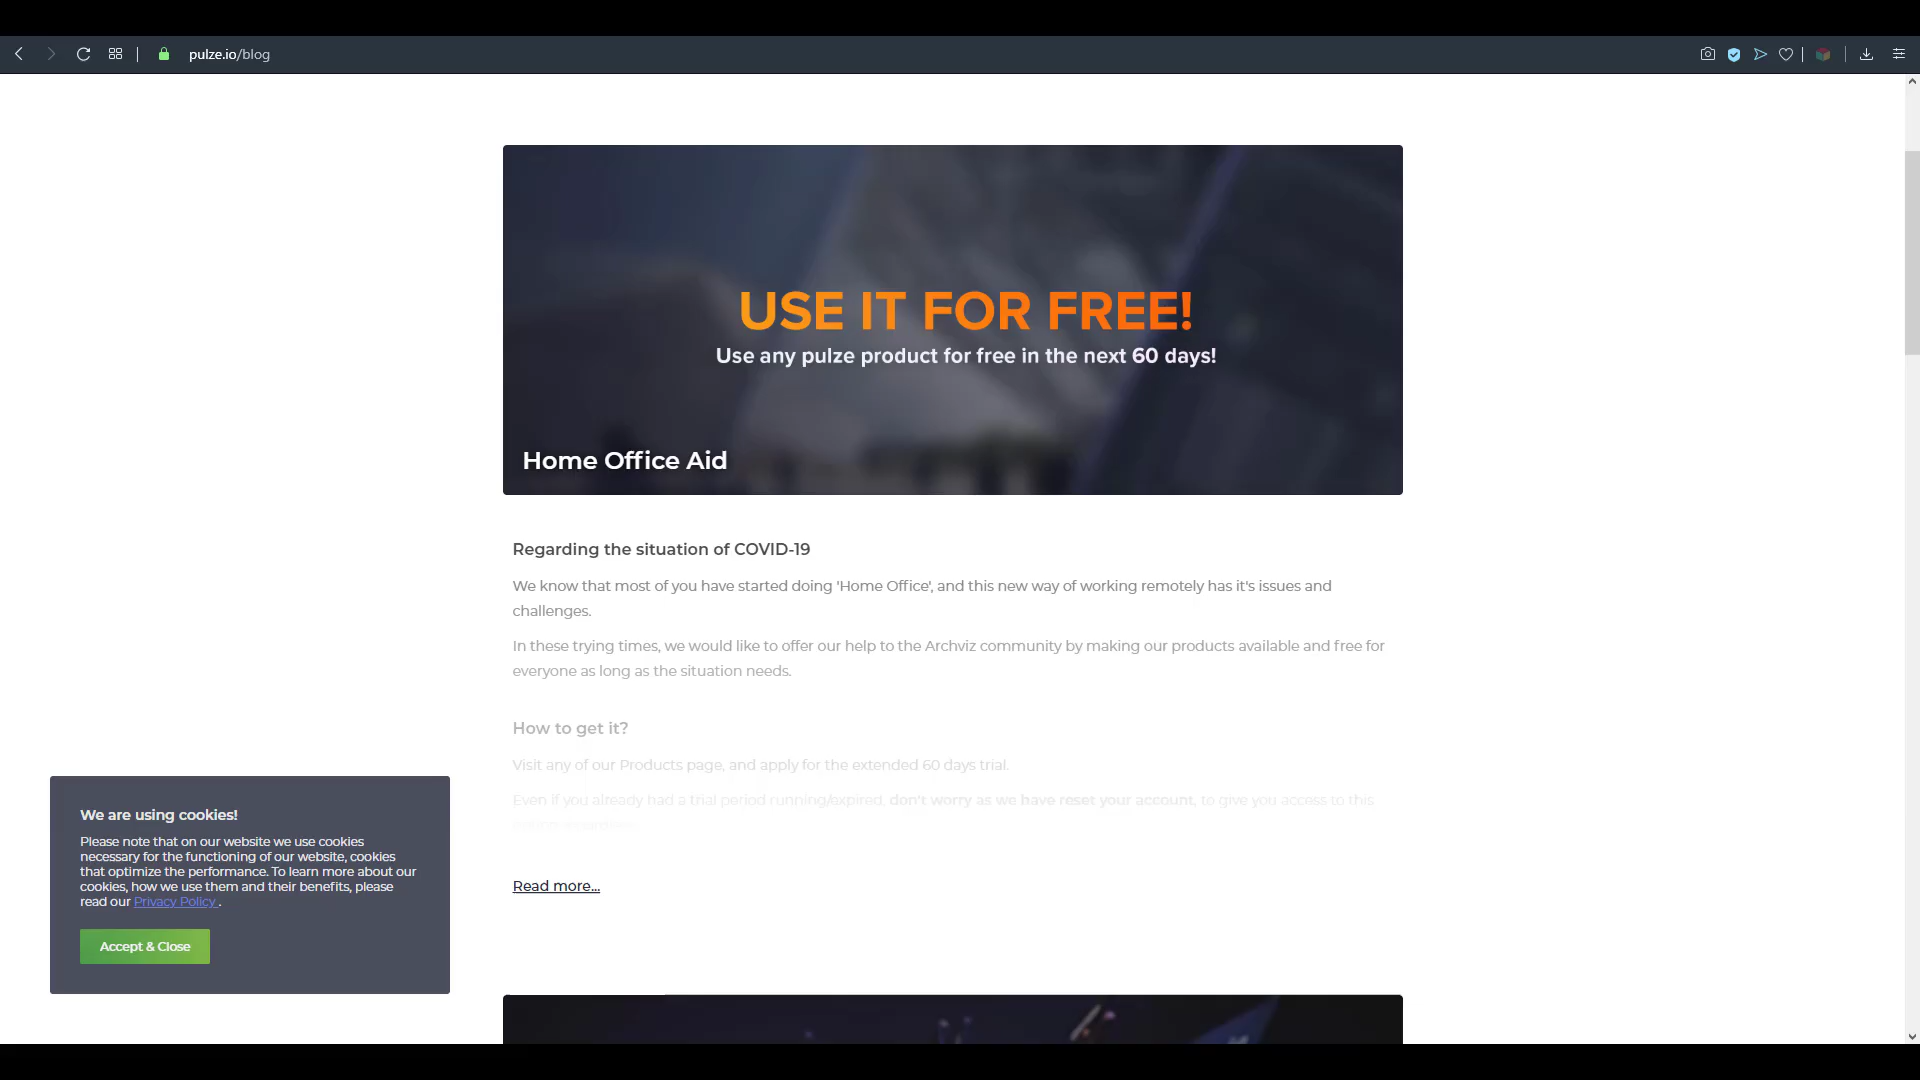 pulze.io/blog
USE IT FOR FREE!
Use any pulze product for free in the next 60 days!
Home Office Aid
Regarding the situation of COVID-19
We know that most of you have started doing 'Home Office', and this new way of working remotely has it's issues and
challenges.
In these trying times, we would like to offer our help to the Archviz community by making our products available and free for
everyone as long as the situation needs.
How to get it?
Visit any of our Products page, and apply for the extended 60 days trial.
Even if you already had a trial period running/expired, don't worry as we have reset your account, to give you access to this
Read more...
We are using cookies!
Please note that on our website we use cookies
necessary for the functioning of our website, cookies
that optimize the performance. To learn more about our
cookies, how we use them and their benefits, please
read our Privacy Policy .
Accept & Close